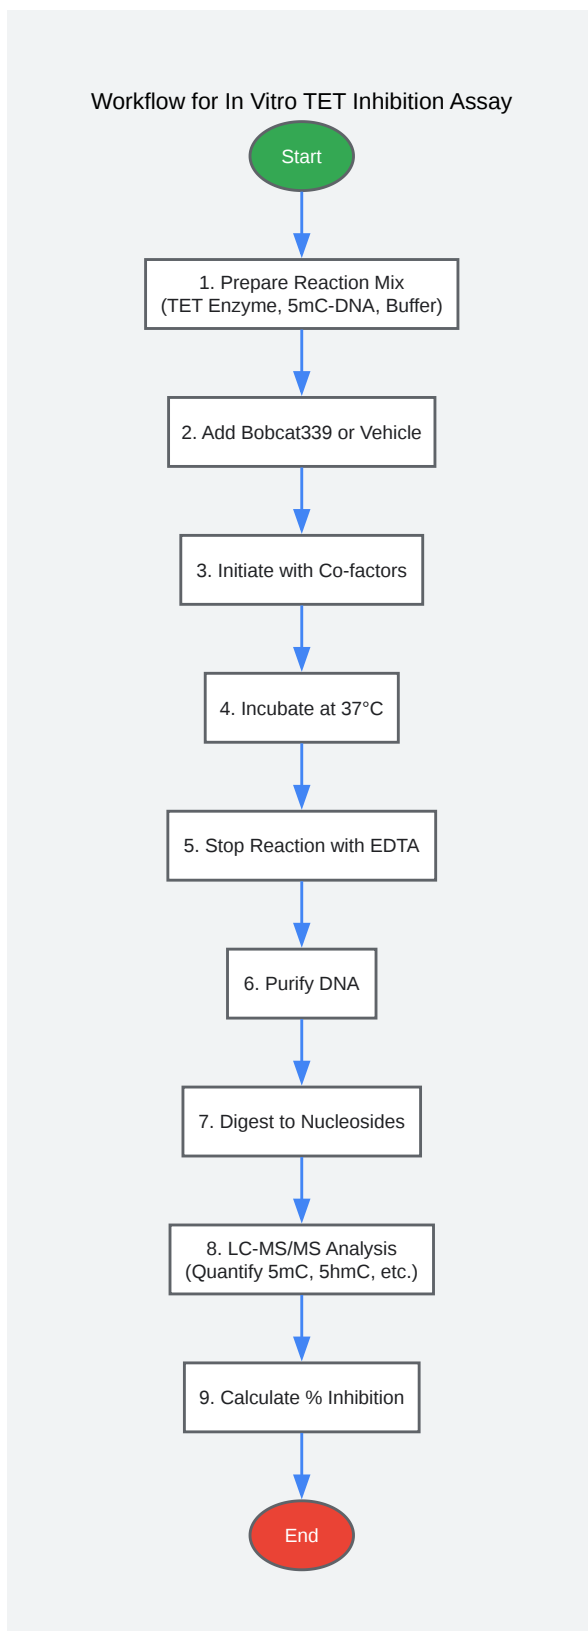 Workflow for In Vitro TET Inhibition Assay
Start
1. Prepare Reaction Mix
(TET Enzyme, 5mC-DNA, Buffer)
2. Add Bobcat339 or Vehicle
3. Initiate with Co-factors
4. Incubate at 37°C
5. Stop Reaction with EDTA
6. Purify DNA
7. Digest to Nucleosides
8. LC-MS/MS Analysis
(Quantify 5mC, 5hmC, etc.)
9. Calculate % Inhibition
End